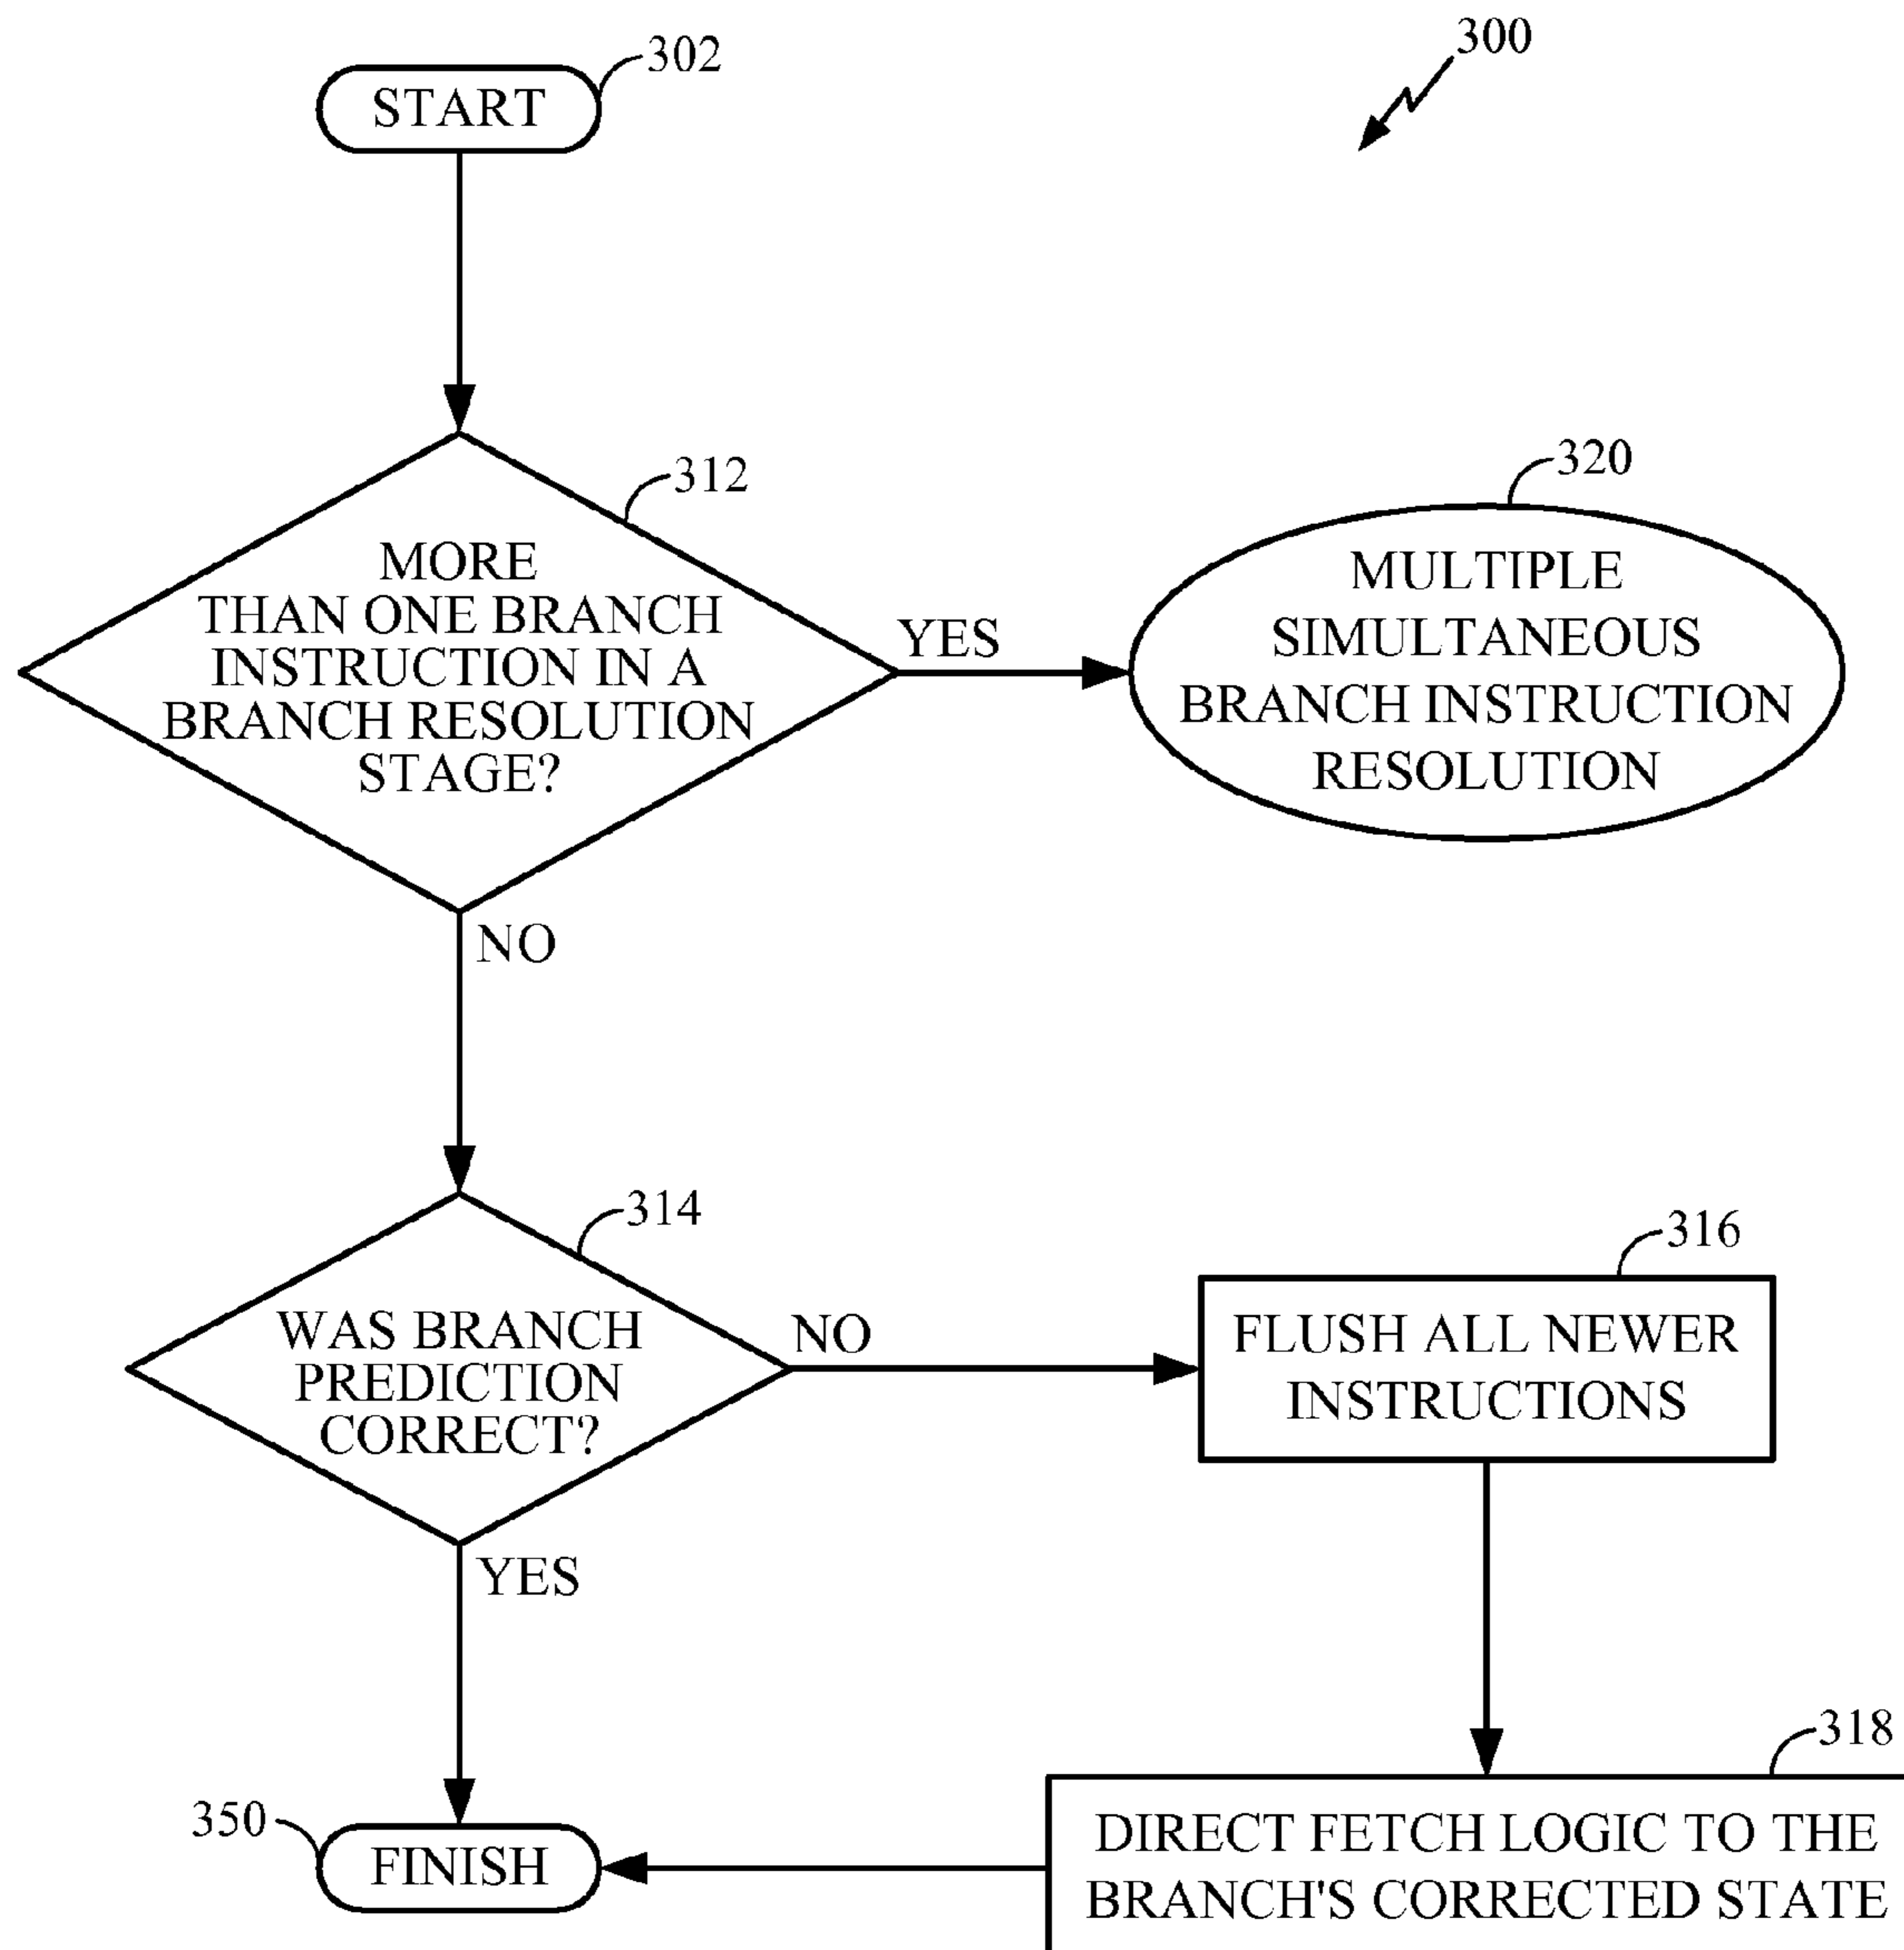 300
302
START
312
MORE
THAN ONE BRANCH
INSTRUCTION IN A
BRANCH RESOLUTION
STAGE?
YES
320
MULTIPLE
SIMULTANEOUS
BRANCH INSTRUCTION
RESOLUTION
NO
314
WAS BRANCH
PREDICTION
CORRECT?
NO
316
FLUSH ALL NEWER
INSTRUCTIONS
YES
318
DIRECT FETCH LOGIC TO THE
BRANCH'S CORRECTED STATE
350
FINISH